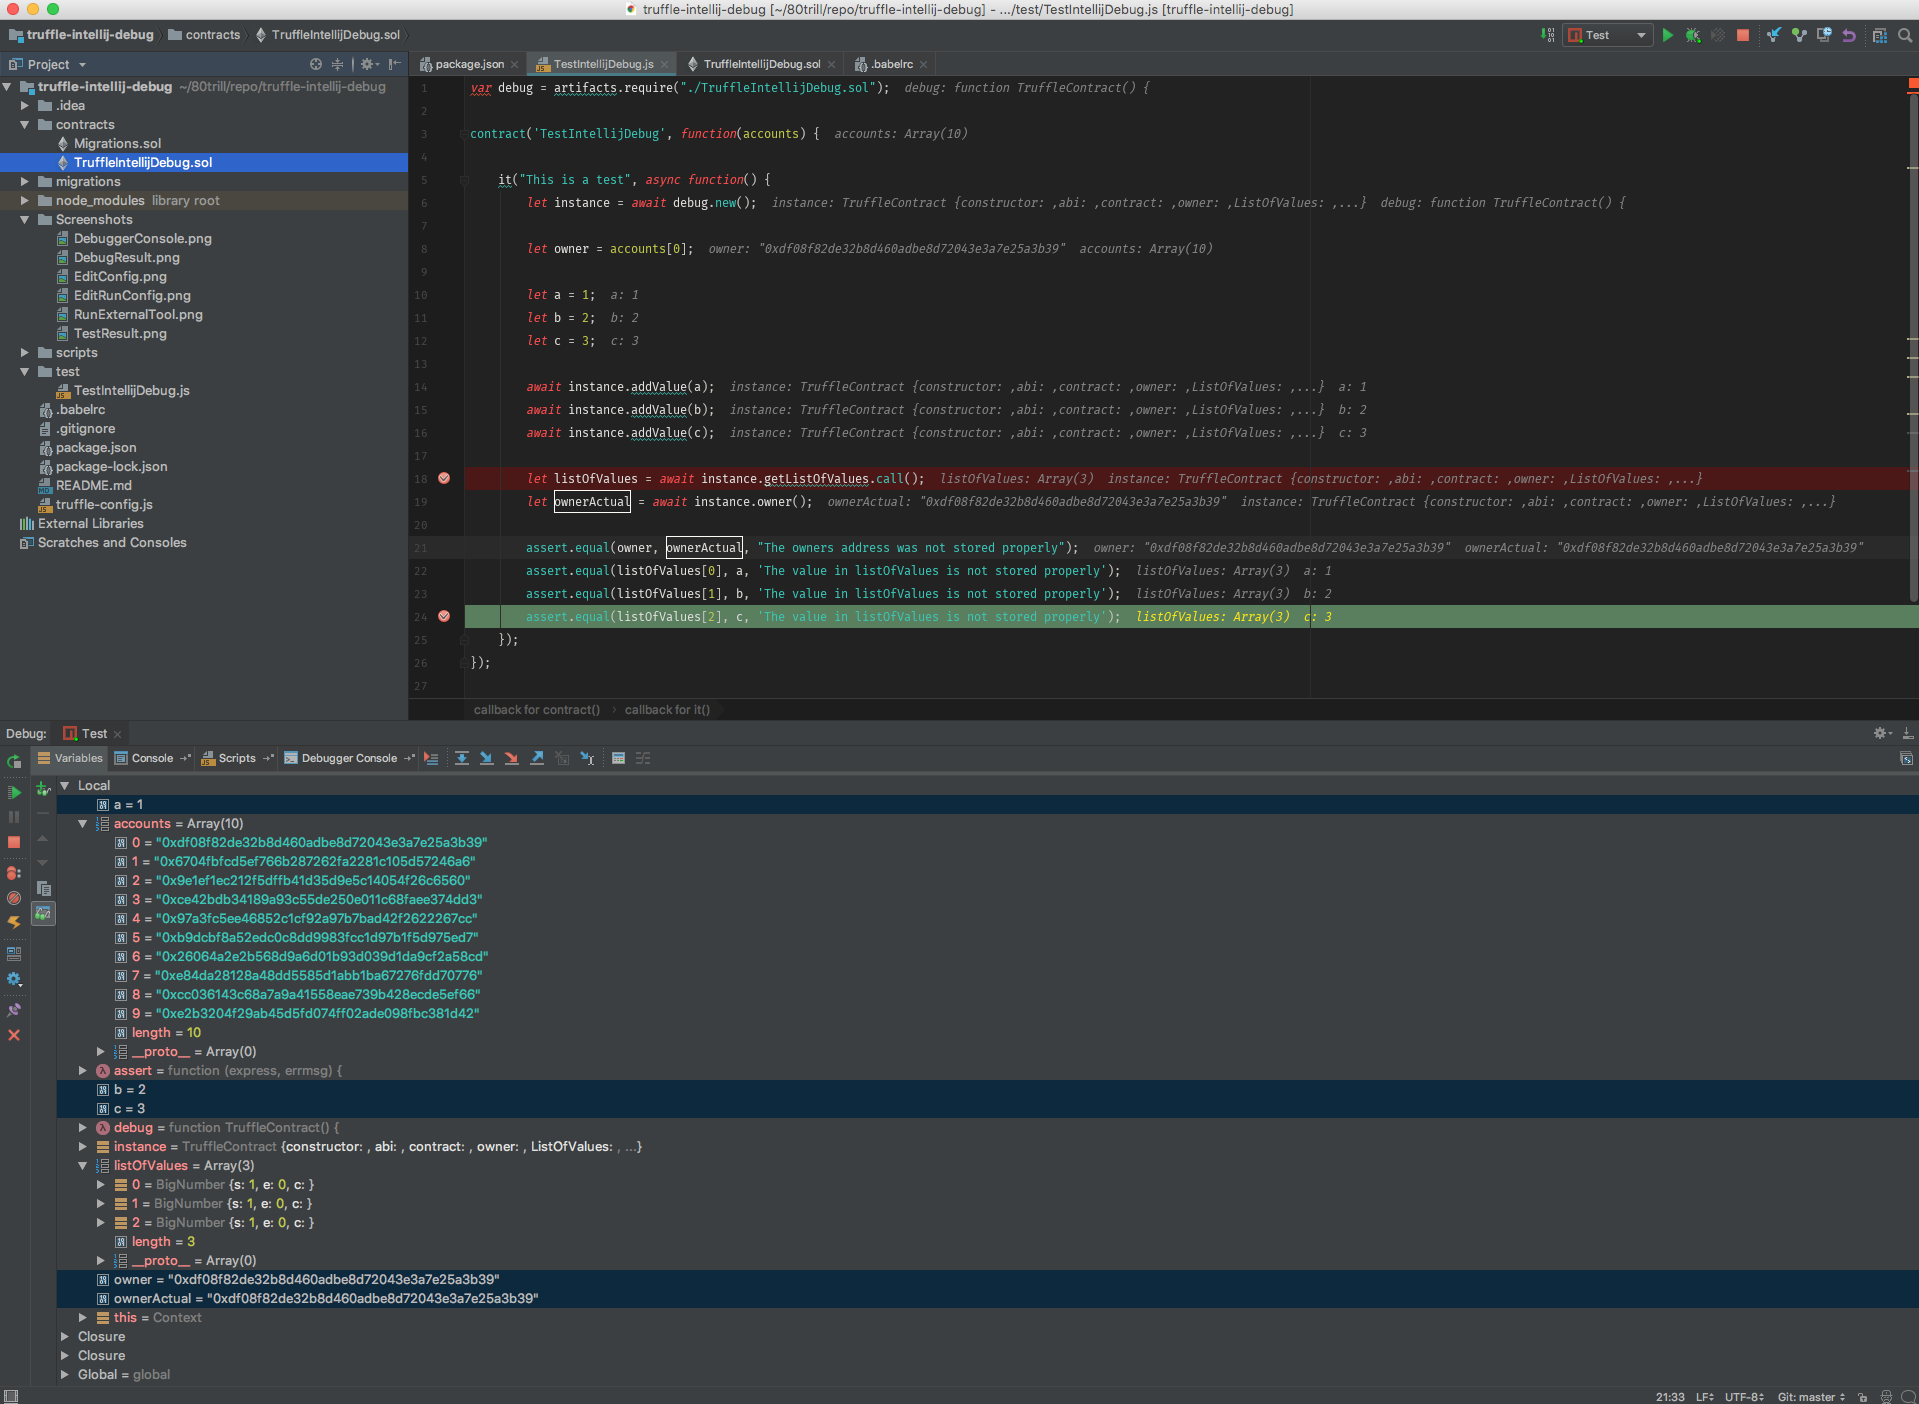 truffle-intellij-debug [~/80trill/repo/truffle-intellij-debug] - .../test/TestIntellijDebug.js [truffle-intellij-debug]
truffle-intellij-debug contracts TruffleIntellijDebug.sol Test
Project
package.json TestIntellijDebug.js TruffleIntellijDebug.sol .babelrc
truffle-intellij-debug ~/80trill/repo/truffle-intellij-debug
.idea
contracts
Migrations.sol
TruffleIntellijDebug.sol
migrations
node_modules library root
Screenshots
DebuggerConsole.png
DebugResult.png
EditConfig.png
EditRunConfig.png
RunExternalTool.png
TestResult.png
scripts
test
TestIntellijDebug.js
.babelrc
.gitignore
package.json
package-lock.json
README.md
truffle-config.js
External Libraries
Scratches and Consoles
1 var debug = artifacts.require("./TruffleIntellijDebug.sol"); debug: function TruffleContract() {
2
3 contract('TestIntellijDebug', function(accounts) { accounts: Array(10)
4
5 it("This is a test", async function() {
6 let instance = await debug.new(); instance: TruffleContract {constructor: ,abi: ,contract: ,owner: ,ListOfValues: ,...} debug: function TruffleContract() {
7
8 let owner = accounts[0]; owner: "0xdf08f82de32b8d460adbe8d72043e3a7e25a3b39" accounts: Array(10)
9
10 let a = 1; a: 1
11 let b = 2; b: 2
12 let c = 3; c: 3
13
14 await instance.addValue(a); instance: TruffleContract {constructor: ,abi: ,contract: ,owner: ,ListOfValues: ,...} a: 1
15 await instance.addValue(b); instance: TruffleContract {constructor: ,abi: ,contract: ,owner: ,ListOfValues: ,...} b: 2
16 await instance.addValue(c); instance: TruffleContract {constructor: ,abi: ,contract: ,owner: ,ListOfValues: ,...} c: 3
17
18 let listOfValues = await instance.getListOfValues.call(); listOfValues: Array(3) instance: TruffleContract {constructor: ,abi: ,contract: ,owner: ,ListOfValues: ,...}
19 let ownerActual = await instance.owner(); ownerActual: "0xdf08f82de32b8d460adbe8d72043e3a7e25a3b39" instance: TruffleContract {constructor: ,abi: ,contract: ,owner: ,ListOfValues: ,...}
20
21 assert.equal(owner, ownerActual, "The owners address was not stored properly"); owner: "0xdf08f82de32b8d460adbe8d72043e3a7e25a3b39" ownerActual: "0xdf08f82de32b8d460adbe8d72043e3a7e25a3b39"
22 assert.equal(listOfValues[0], a, 'The value in listOfValues is not stored properly'); listOfValues: Array(3) a: 1
23 assert.equal(listOfValues[1], b, 'The value in listOfValues is not stored properly'); listOfValues: Array(3) b: 2
24 assert.equal(listOfValues[2], c, 'The value in listOfValues is not stored properly'); listOfValues: Array(3) c: 3
25 });
26 });
27
callback for contract() callback for it()
Debug: Test
Variables Console Scripts Debugger Console
Local
a = 1
accounts = Array(10)
0 = "0xdf08f82de32b8d460adbe8d72043e3a7e25a3b39"
1 = "0x6704fbfcd5ef766b287262fa2281c105d57246a6"
2 = "0x9e1ef1ec212f5dffb41d35d9e5c14054f26c6560"
3 = "0xce42bdb34189a93c55de250e011c68faee374dd3"
4 = "0x97a3fc5ee46852c1cf92a97b7bad42f2622267cc"
5 = "0xb9dcbf8a52edc0c8dd9983fcc1d97b1f5d975ed7"
6 = "0x26064a2e2b568d9a6d01b93d039d1da9cf2a58cd"
7 = "0xe84da28128a48dd5585d1abb1ba67276fdd70776"
8 = "0xcc036143c68a7a9a41558eae739b428ecde5ef66"
9 = "0xe2b3204f29ab45d5fd074ff02ade098fbc381d42"
length = 10
__proto__ = Array(0)
assert = function (express, errmsg) {
b = 2
c = 3
debug = function TruffleContract() {
instance = TruffleContract {constructor: , abi: , contract: , owner: , ListOfValues: , ...}
listOfValues = Array(3)
0 = BigNumber {s: 1, e: 0, c: }
1 = BigNumber {s: 1, e: 0, c: }
2 = BigNumber {s: 1, e: 0, c: }
length = 3
__proto__ = Array(0)
owner = "0xdf08f82de32b8d460adbe8d72043e3a7e25a3b39"
ownerActual = "0xdf08f82de32b8d460adbe8d72043e3a7e25a3b39"
this = Context
Closure
Closure
Global = global
21:33 LF UTF-8 Git: master